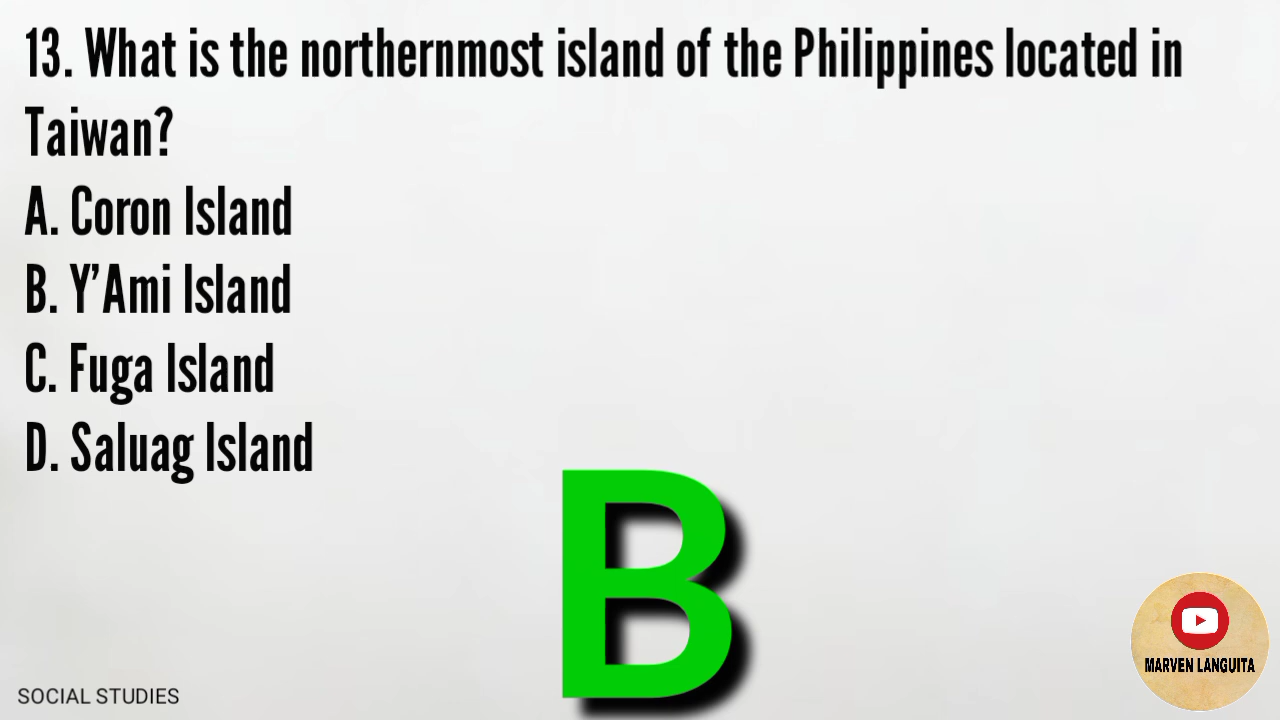 13. What is the northernmost island of the Philippines located in
Taiwan?
A. Coron Island
B. Y’Ami Island
C. Fuga Island
D. Saluag Island
B
MARVEN LANGUITA
SOCIAL STUDIES